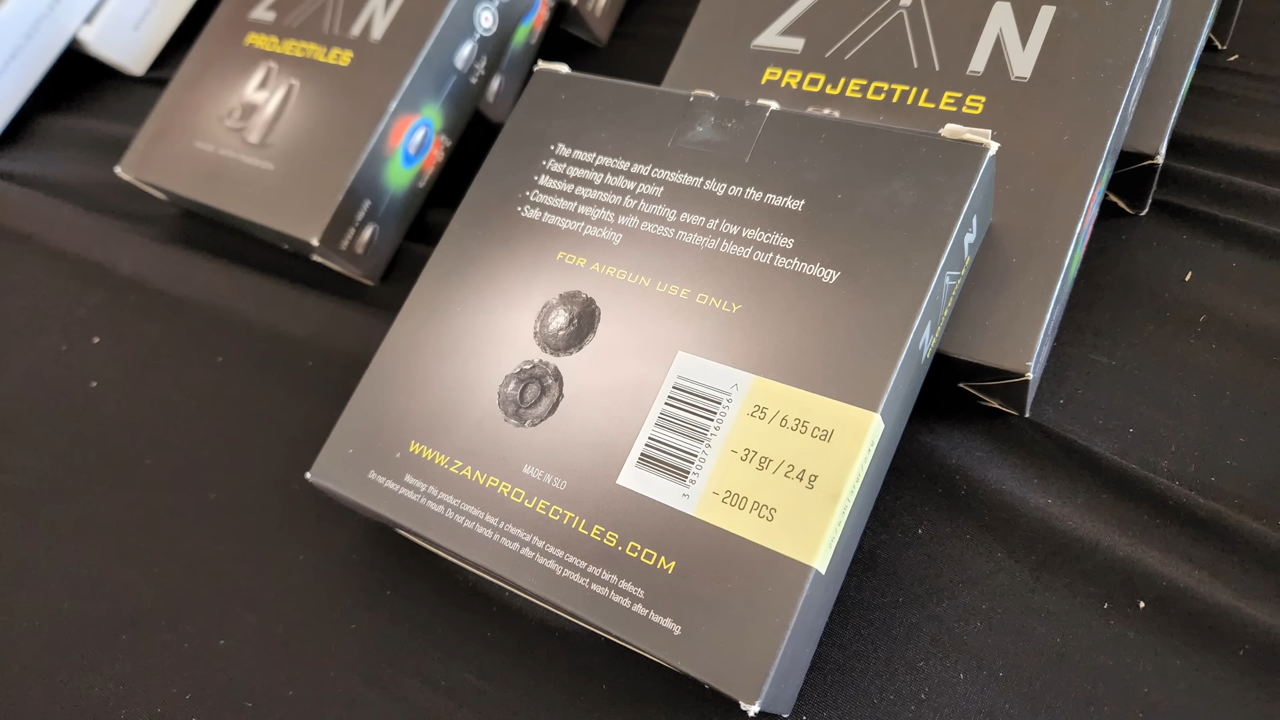 ZAN
PROJECTILES
ZAN
PROJECTILES
• The most precise and consistent slug on the market
• Fast opening hollow point
• Massive expansion for hunting, even at low velocities
• Consistent weights, with excess material bleed out technology
• Safe transport packing
FOR AIRGUN USE ONLY
.25 / 6.35 cal
– 37 gr / 2.4 g
– 200 PCS
3 830079 160056 >
MADE IN SLO
WWW.ZANPROJECTILES.COM
Warning: this product contains lead, a chemical that cause cancer and birth defects.
Do not place product in mouth. Do not put hands in mouth after handling product, wash hands after handling.
ZAN